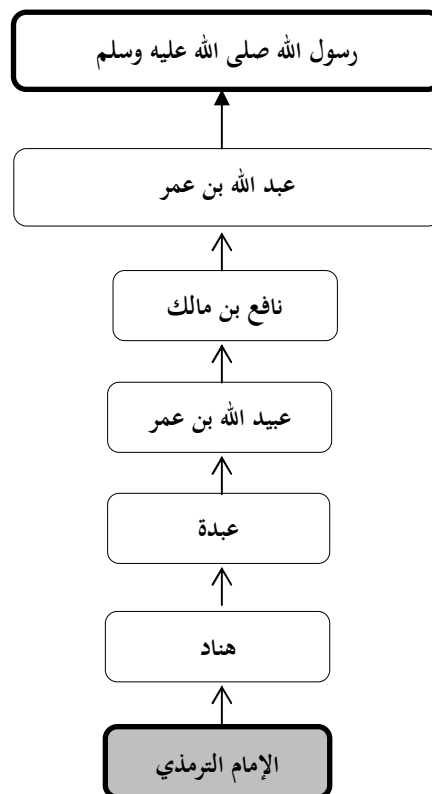 رسول الله صلى الله عليه وسلم
عبد الله بن عمر
نافع بن مالك
عبيد الله بن عمر
عبدة
هناد
الإمام الترمذي